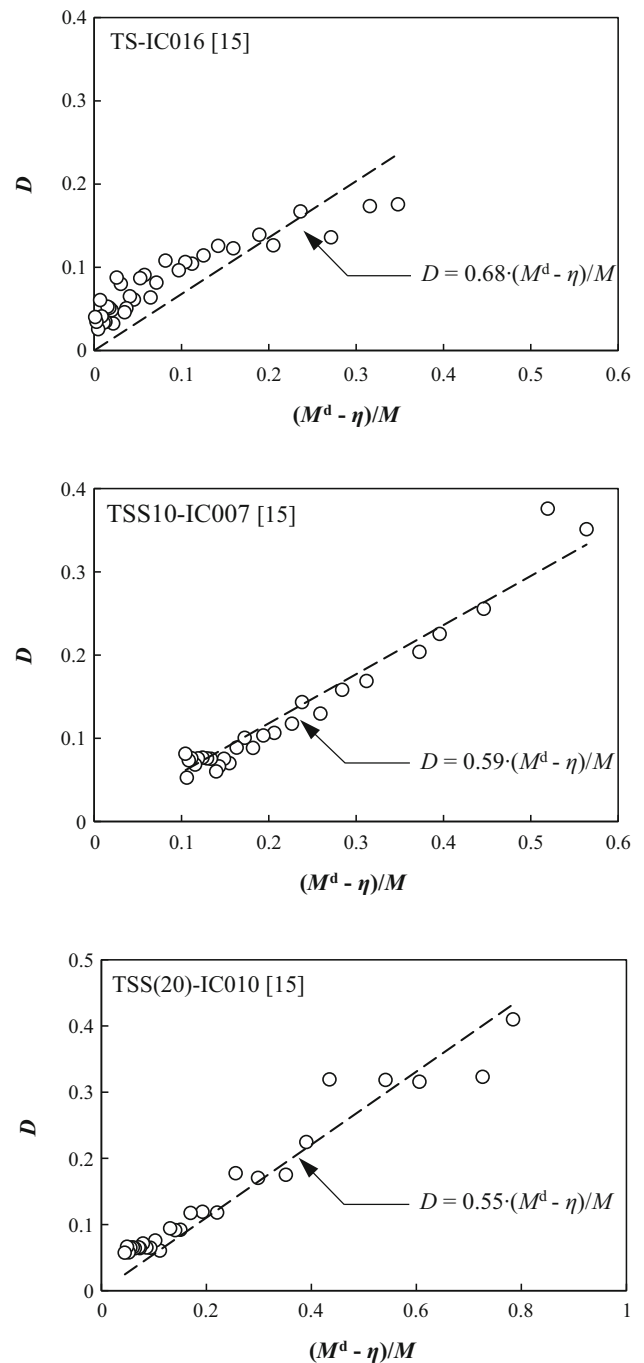 0.4
TS-IC016 [15]
0.3
D
0.2
D = 0.68·(Mᵈ - η)/M
0.1
0
0 0.1 0.2 0.3 0.4 0.5 0.6
(Mᵈ - η)/M
0.4
TSS10-IC007 [15]
0.3
D
0.2
0.1
D = 0.59·(Mᵈ - η)/M
0
0 0.1 0.2 0.3 0.4 0.5 0.6
(Mᵈ - η)/M
0.5
TSS(20)-IC010 [15]
0.4
0.3
D
0.2
D = 0.55·(Mᵈ - η)/M
0.1
0
0 0.2 0.4 0.6 0.8 1
(Mᵈ - η)/M